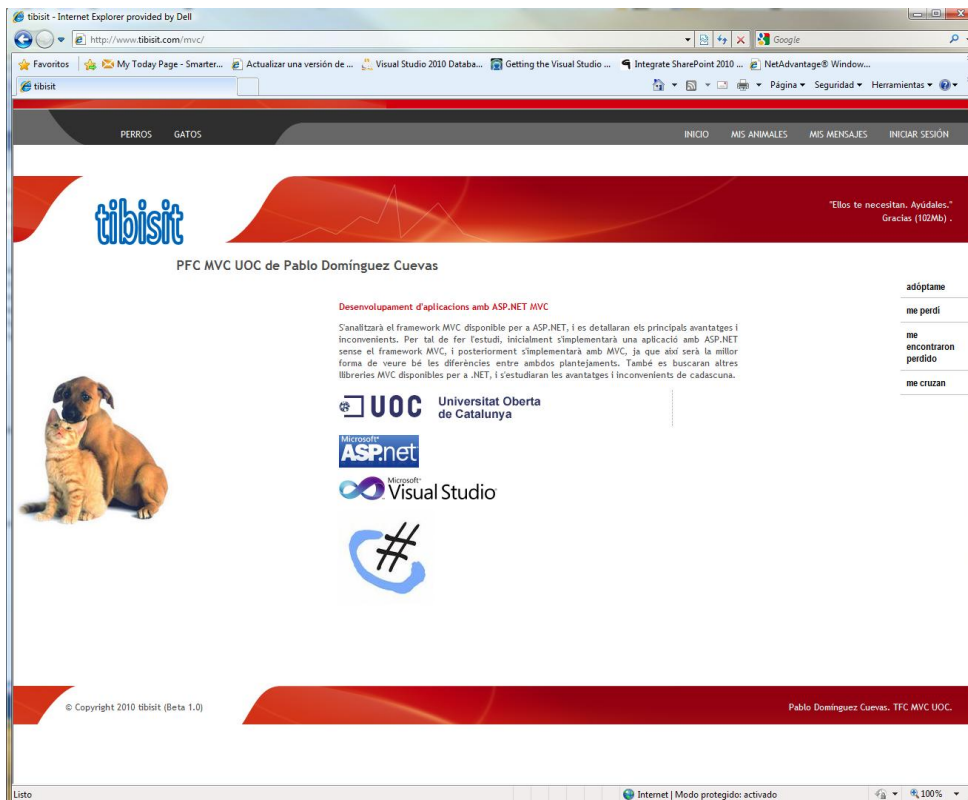 tibisit - Internet Explorer provided by Dell
http://www.tibisit.com/mvc/
Google
Favoritos
My Today Page - Smarter...
Actualizar una versión de ...
Visual Studio 2010 Databa...
Getting the Visual Studio ...
Integrate SharePoint 2010 ...
NetAdvantage® Window...
tibisit
Página
Seguridad
Herramientas
PERROS
GATOS
INICIO
MIS ANIMALES
MIS MENSAJES
INICIAR SESIÓN
tibisit
"Ellos te necesitan. Ayúdales."
Gracias (102Mb) .
PFC MVC UOC de Pablo Domínguez Cuevas
adóptame
me perdí
me
encontraron
perdido
me cruzan
Desenvolupament d'aplicacions amb ASP.NET MVC
S'analitzarà el framework MVC disponible per a ASP.NET, i es detallaran els principals avantatges i
inconvenients. Per tal de fer l'estudi, inicialment s'implementarà una aplicació amb ASP.NET
sense el framework MVC, i posteriorment s'implementarà amb MVC, ja que així serà la millor
forma de veure bé les diferències entre ambdos plantejaments. També es buscaran altres
llibreries MVC disponibles per a .NET, i s'estudiaran les avantatges i inconvenients de cadascuna.
UOC
Universitat Oberta
de Catalunya
Microsoft
ASP.net
Microsoft
Visual Studio
C#
© Copyright 2010 tibisit (Beta 1.0)
Pablo Domínguez Cuevas. TFC MVC UOC.
Listo
Internet | Modo protegido: activado
100%